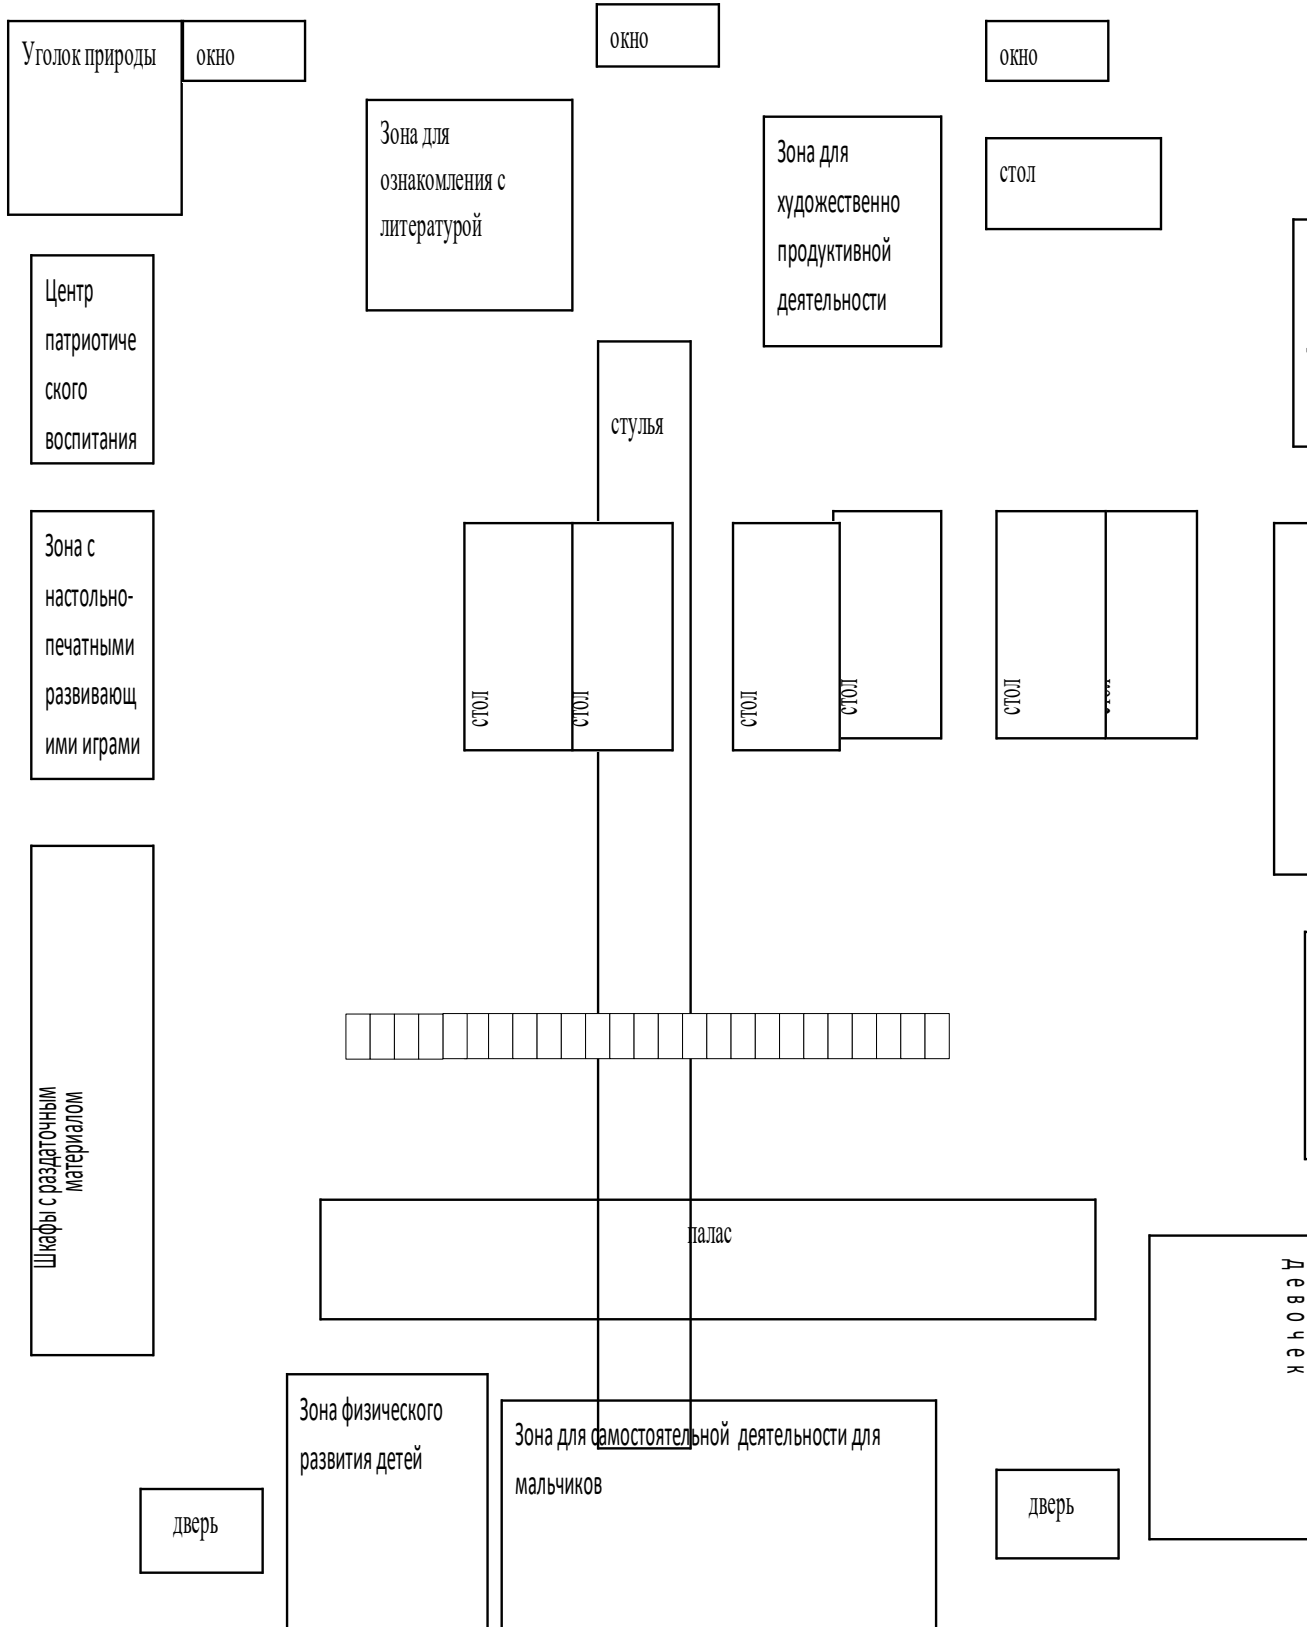 Уголок природы
окно
окно
окно
Зона для
ознакомления с
литературой
Зона для
художественно
продуктивной
деятельности
стол
Центр
патриотиче
ского
воспитания
стулья
Зона с
настольно-
печатными
развивающ
ими играми
стол
стол
стол
стол
стол
Шкафы с раздаточным
материалом
палас
девочек
Зона физического
развития детей
Зона для самостоятельной деятельности для
мальчиков
дверь
дверь